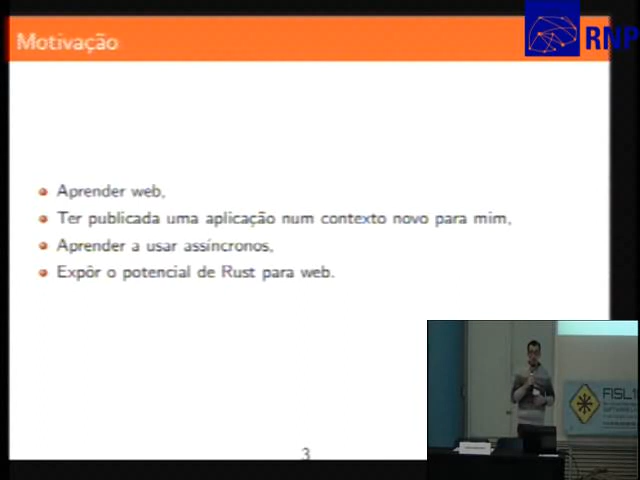 Motivação
RNP
Aprender web,
Ter publicada uma aplicação num contexto novo para mim,
Aprender a usar assíncronos,
Expôr o potencial de Rust para web.
FISL
3